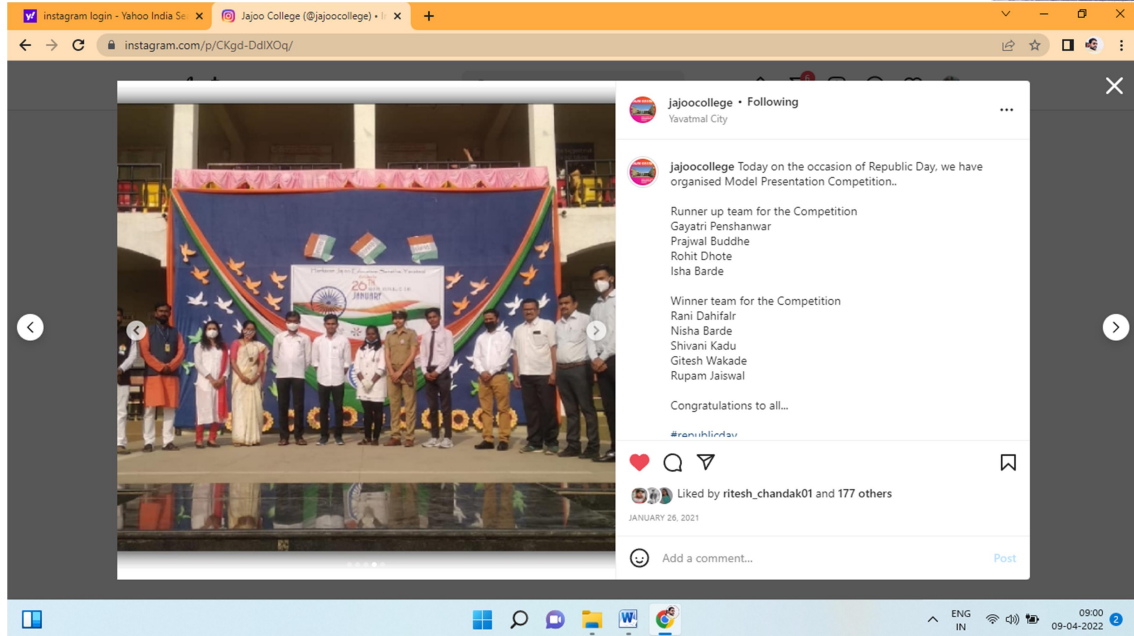 instagram login - Yahoo India Se
Jajoo College (@jajoocollege) • I
instagram.com/p/CKgd-DdlXOq/
6
jajoocollege • Following
Yavatmal City
jajoocollege Today on the occasion of Republic Day, we have
organised Model Presentation Competition..
Runner up team for the Competition
Gayatri Penshanwar
Prajwal Buddhe
Rohit Dhote
Isha Barde
Winner team for the Competition
Rani Dahifalr
Nisha Barde
Shivani Kadu
Gitesh Wakade
Rupam Jaiswal
Congratulations to all...
#republicday
Liked by ritesh_chandak01 and 177 others
JANUARY 26, 2021
Add a comment...
Post
26TH
JANUARY
ENG
IN
09:00
09-04-2022
2